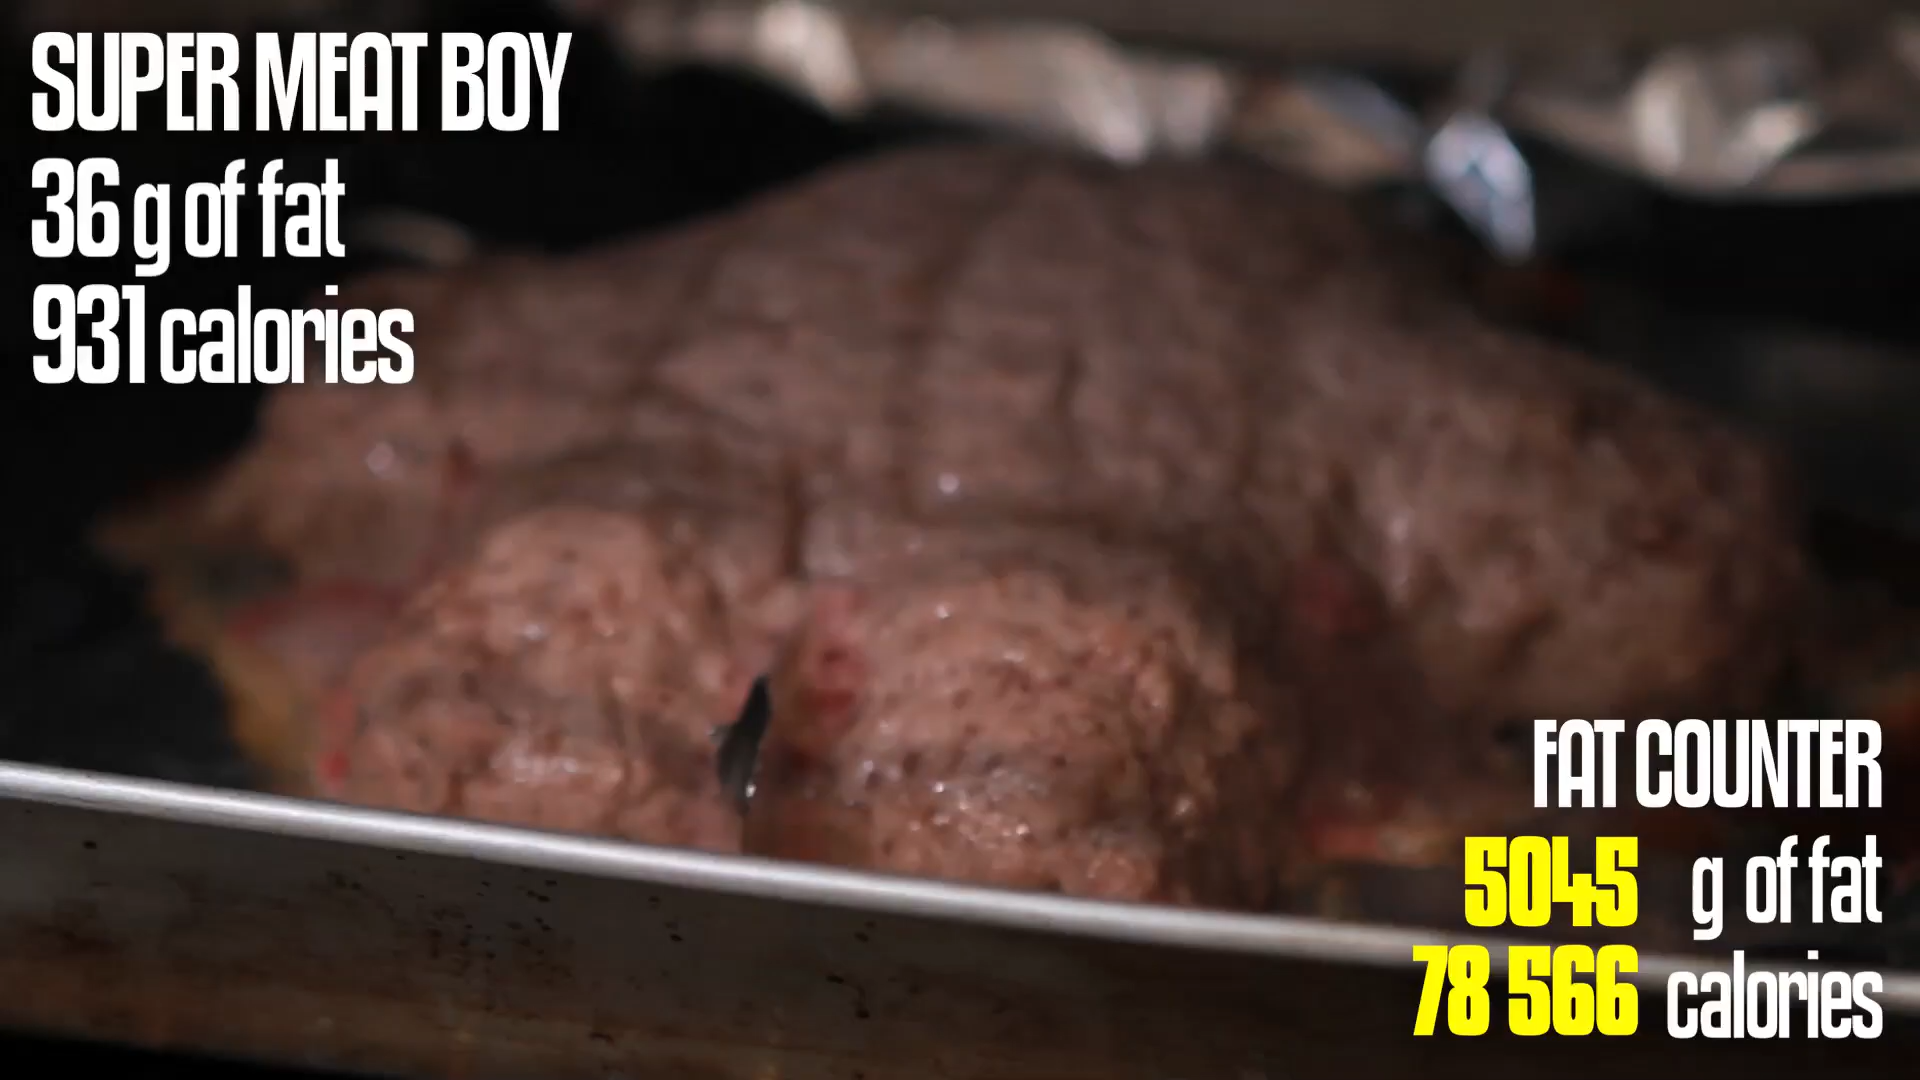 SUPER MEAT BOY
36 g of fat
931 calories
FAT COUNTER
5045 g of fat
78 566 calories